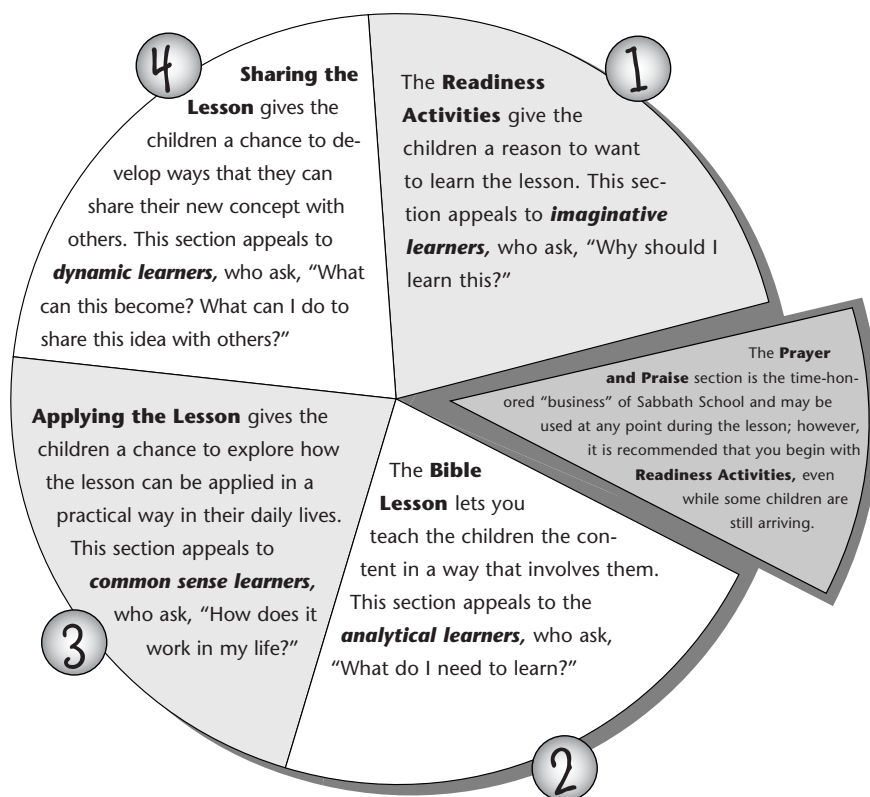 1
The Readiness
Activities give the
children a reason to want
to learn the lesson. This sec-
tion appeals to imaginative
learners, who ask, “Why should I
learn this?”
The Prayer
and Praise section is the time-hon-
ored “business” of Sabbath School and may be
used at any point during the lesson; however,
it is recommended that you begin with
Readiness Activities, even
while some children are
still arriving.
2
The Bible
Lesson lets you
teach the children the con-
tent in a way that involves them.
This section appeals to the
analytical learners, who ask,
“What do I need to learn?”
3
Applying the Lesson gives the
children a chance to explore how
the lesson can be applied in a
practical way in their daily lives.
This section appeals to
common sense learners,
who ask, “How does it
work in my life?”
4
Sharing the
Lesson gives the
children a chance to de-
velop ways that they can
share their new concept with
others. This section appeals to
dynamic learners, who ask, “What
can this become? What can I do to
share this idea with others?”